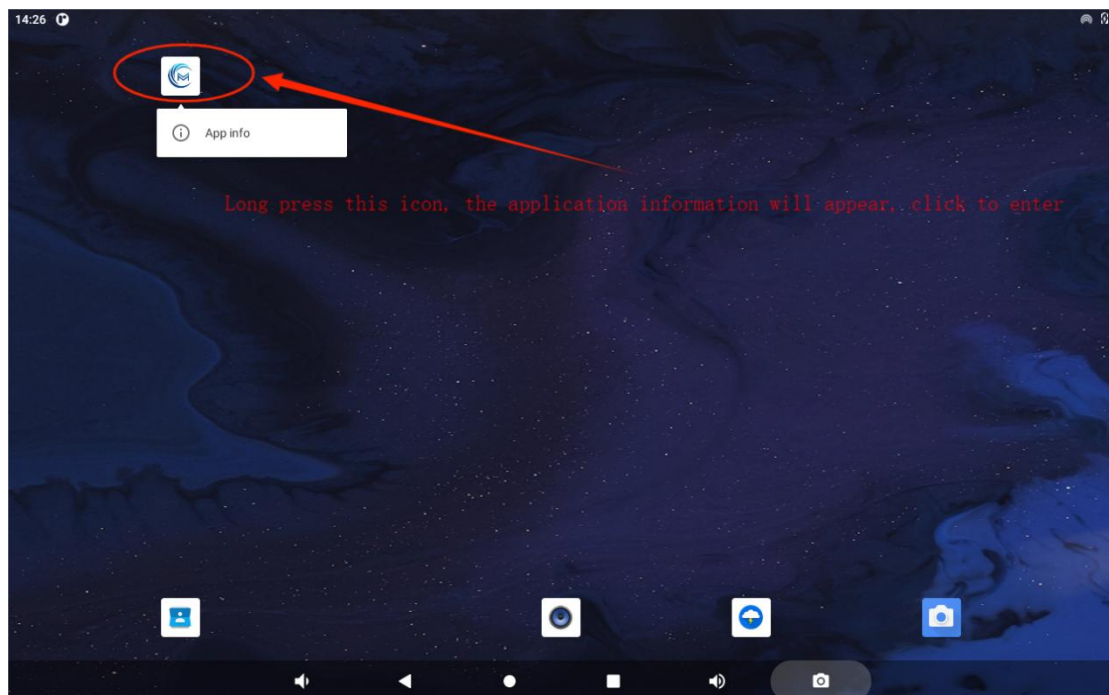 14:26
App info
Long press this icon, the application information will appear, click to enter